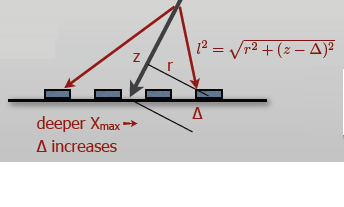 l² = √r² + (z − Δ)²
z
r
Δ
deeper Xmax ➙
Δ increases